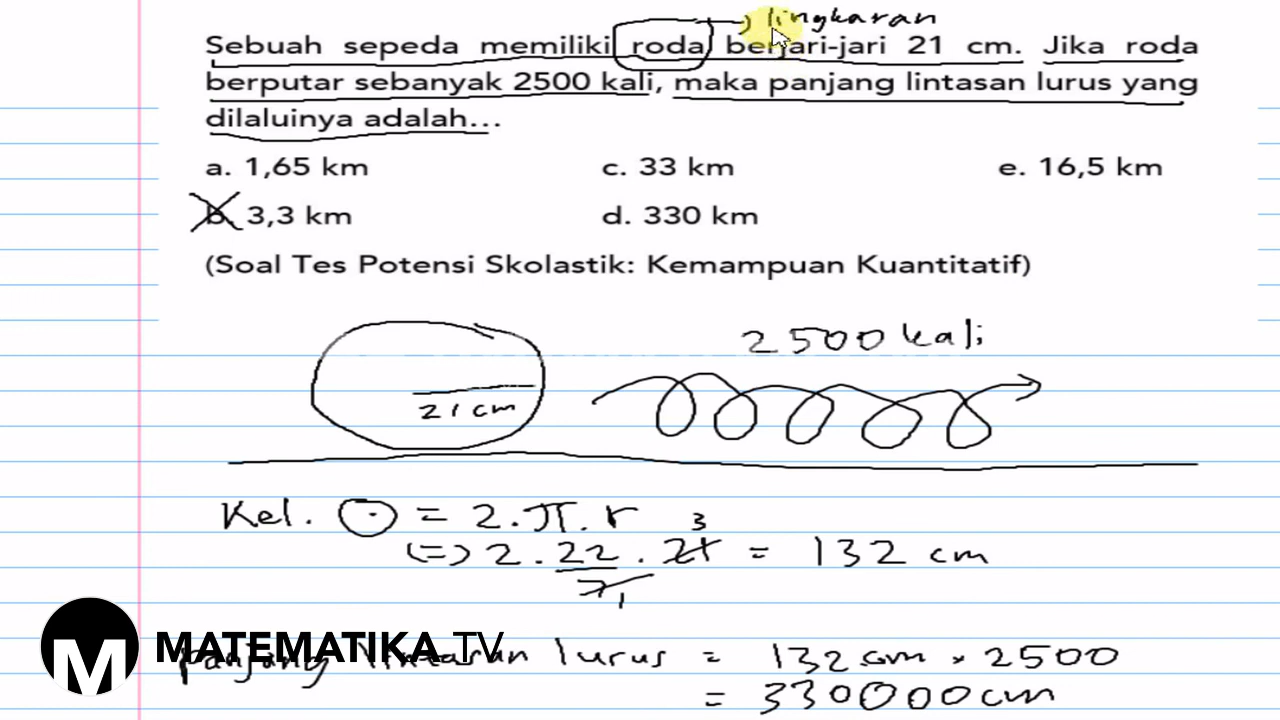 lingkaran
Sebuah sepeda memiliki roda berjari-jari 21 cm. Jika roda
berputar sebanyak 2500 kali, maka panjang lintasan lurus yang
dilaluinya adalah...
a. 1,65 km c. 33 km e. 16,5 km
b. 3,3 km d. 330 km
(Soal Tes Potensi Skolastik: Kemampuan Kuantitatif)
2500 kali
21 cm
Kel. ⊙ = 2.π.r
(=) 2 . 22/7 . 21 = 132 cm
3
1
MATEMATIKA TV
M
panjang lintasan lurus = 132 cm × 2500
= 330000 cm